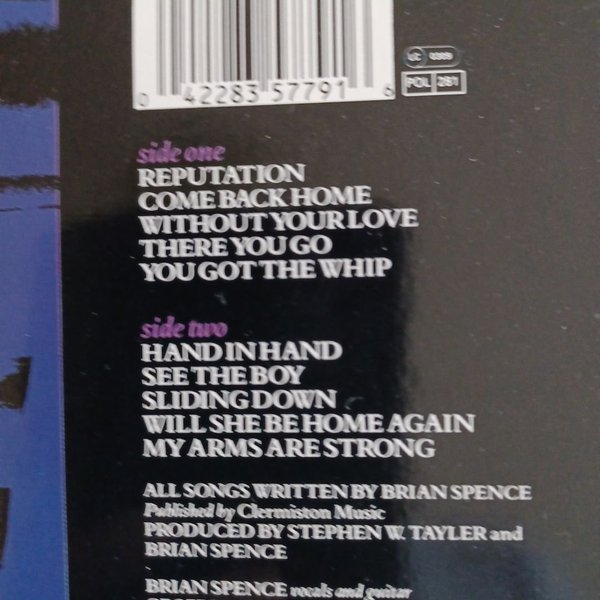 0 42283 57791 6
POL 281
side one
REPUTATION
COME BACK HOME
WITHOUT YOUR LOVE
THERE YOU GO
YOU GOT THE WHIP
side two
HAND IN HAND
SEE THE BOY
SLIDING DOWN
WILL SHE BE HOME AGAIN
MY ARMS ARE STRONG
ALL SONGS WRITTEN BY BRIAN SPENCE
Published by Clermiston Music
PRODUCED BY STEPHEN W. TAYLER and
BRIAN SPENCE
BRIAN SPENCE vocals and guitar